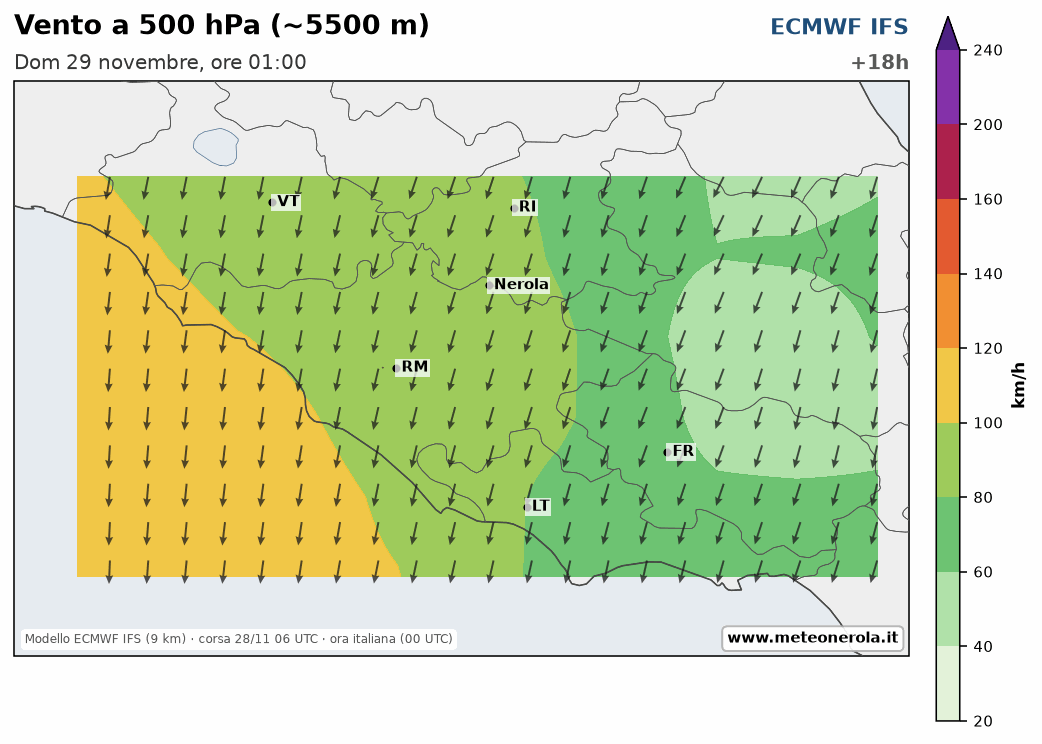 Vento a 500 hPa (~5500 m)
ECMWF IFS
Dom 29 novembre, ore 01:00
+18h
VT
RI
Nerola
RM
FR
LT
240
200
160
140
120
100
80
60
40
20
km/h
Modello ECMWF IFS (9 km) · corsa 28/11 06 UTC · ora italiana (00 UTC)
www.meteonerola.it